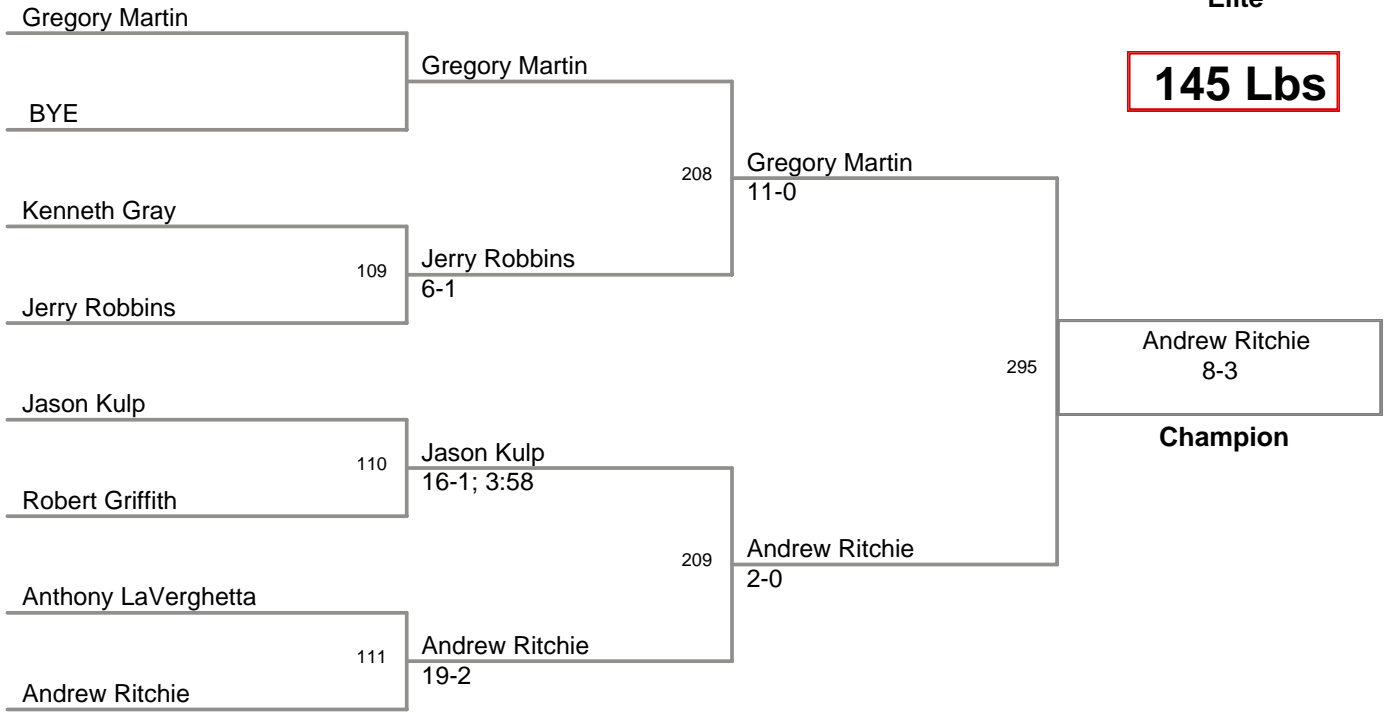 Elite
145 Lbs
Gregory Martin
BYE
Kenneth Gray
Jerry Robbins
Jason Kulp
Robert Griffith
Anthony LaVerghetta
Andrew Ritchie
109
110
111
Gregory Martin
Jerry Robbins
6-1
Jason Kulp
16-1; 3:58
Andrew Ritchie
19-2
208
209
Gregory Martin
11-0
Andrew Ritchie
2-0
295
Andrew Ritchie
8-3
Champion